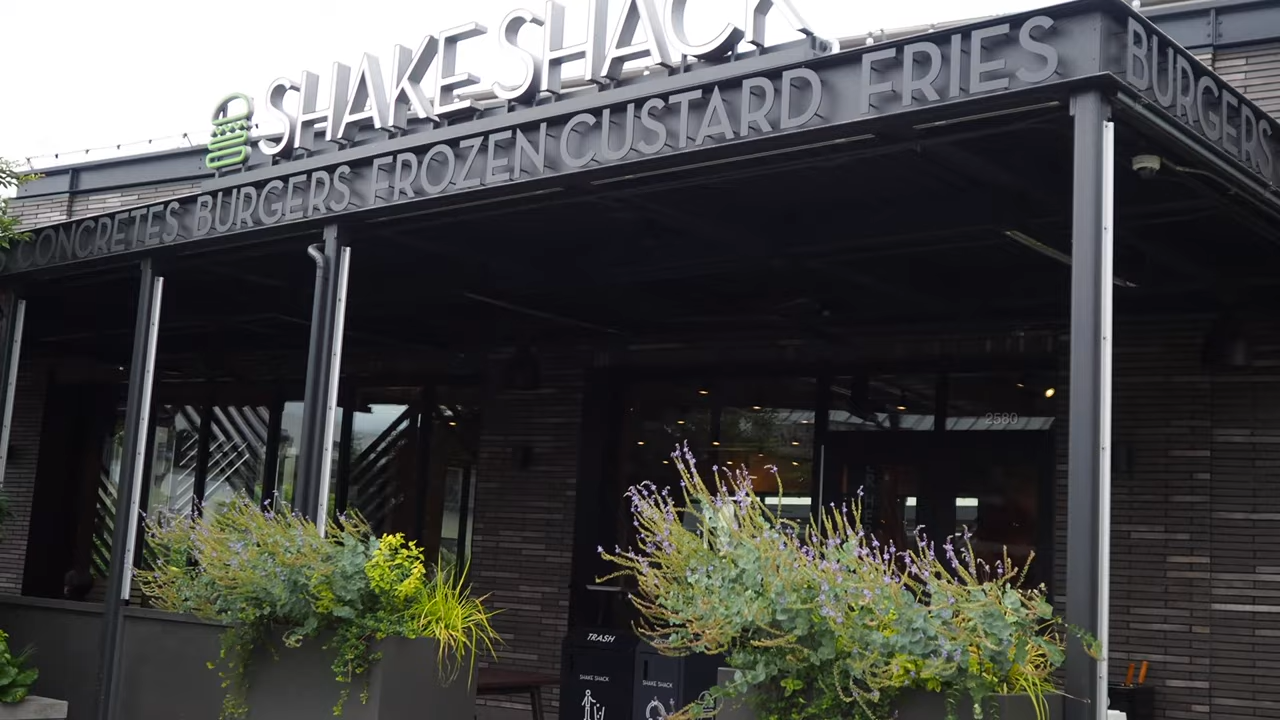 SHAKE SHACK
CONCRETES BURGERS FROZEN CUSTARD FRIES
BURGERS
2580
TRASH
SHAKE SHACK
SHAKE SHACK